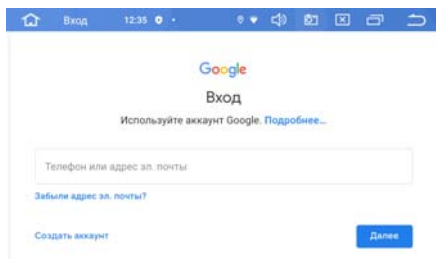 Вход 12:35
Google
Вход
Используйте аккаунт Google. Подробнее...
Телефон или адрес эл. почты
Забыли адрес эл. почты?
Создать аккаунт
Далее